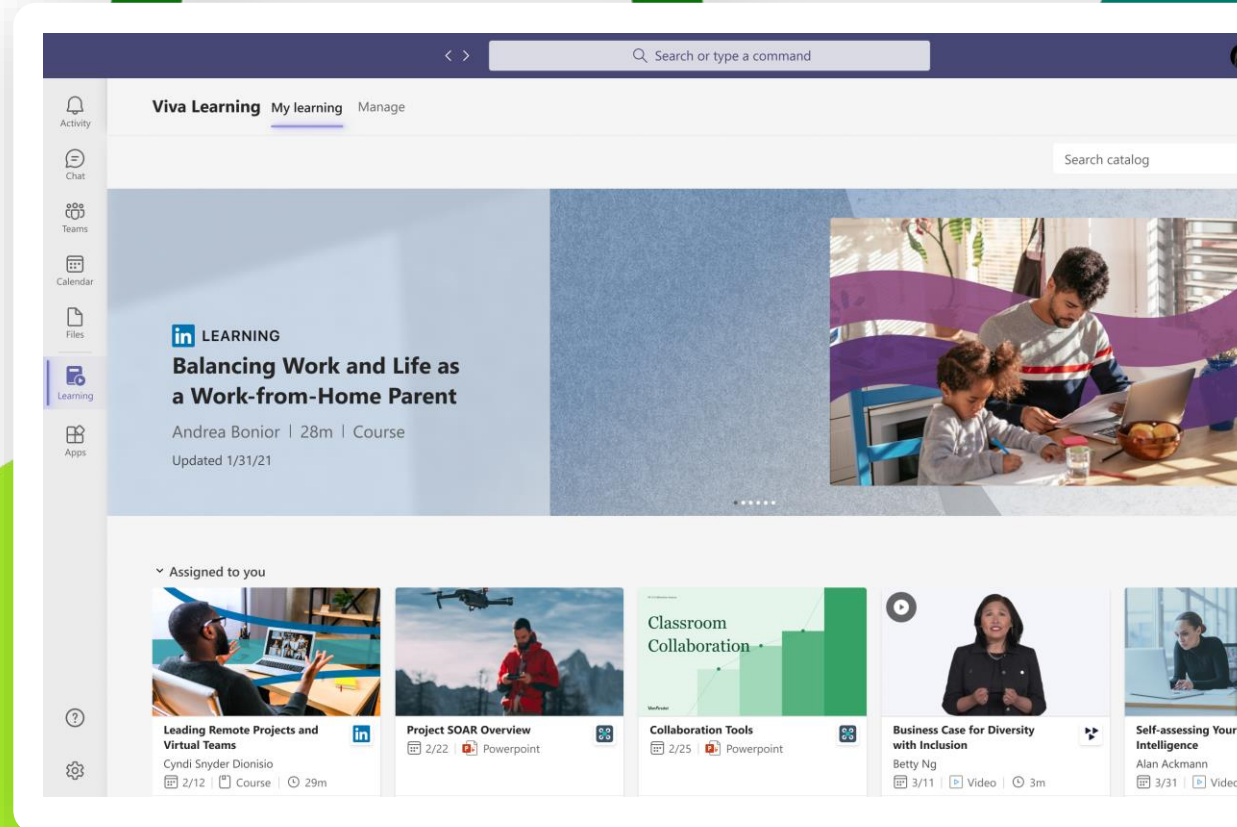 Search or type a command
Activity
Chat
Teams
Calendar
Files
Learning
Apps
Viva Learning My learning Manage
Search catalog
in LEARNING
Balancing Work and Life as
a Work-from-Home Parent
Andrea Bonior | 28m | Course
Updated 1/31/21
Assigned to you
Leading Remote Projects and
Virtual Teams
in
Cyndi Snyder Dionisio
2/12 | Course | 29m
Project SOAR Overview
2/22 | Powerpoint
Classroom
Collaboration
Collaboration Tools
2/25 | Powerpoint
Business Case for Diversity
with Inclusion
Betty Ng
3/11 | Video | 3m
Self-assessing Your
Intelligence
Alan Ackmann
3/31 | Video